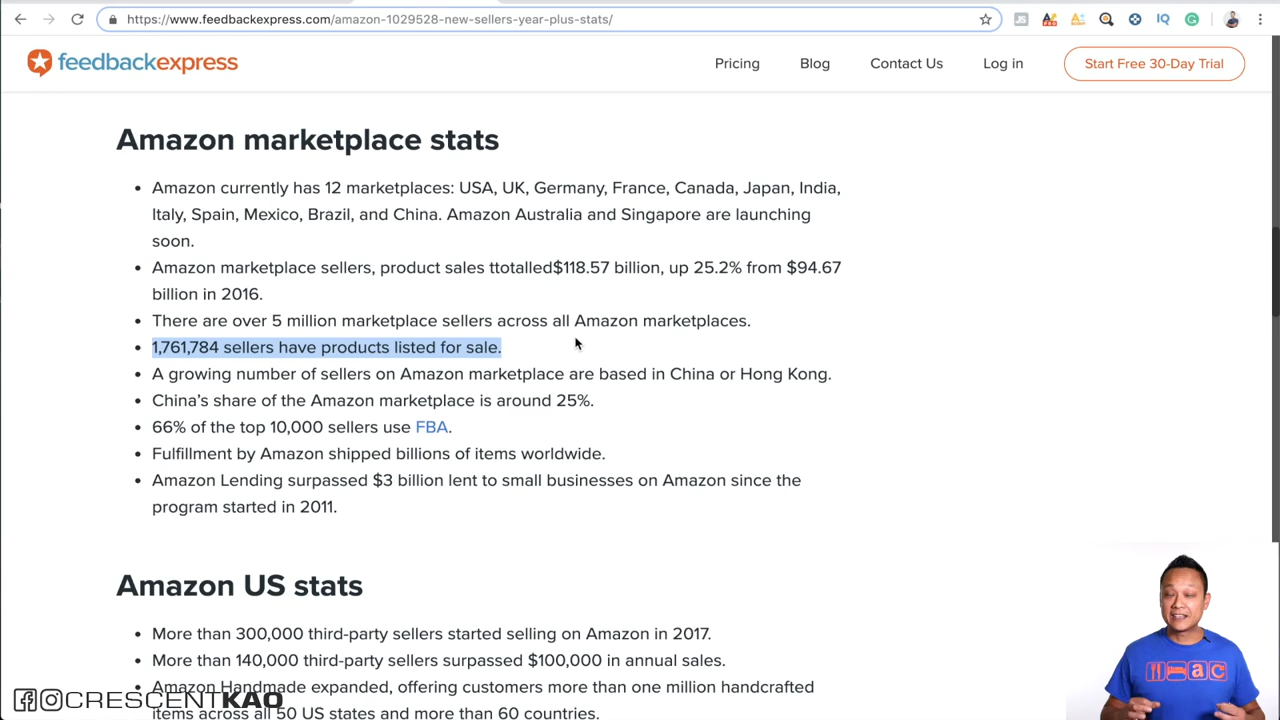 https://www.feedbackexpress.com/amazon-1029528-new-sellers-year-plus-stats/
JS
PRO
IQ
G
feedbackexpress
Pricing
Blog
Contact Us
Log in
Start Free 30-Day Trial
Amazon marketplace stats
• Amazon currently has 12 marketplaces: USA, UK, Germany, France, Canada, Japan, India,
Italy, Spain, Mexico, Brazil, and China. Amazon Australia and Singapore are launching
soon.
• Amazon marketplace sellers, product sales ttotalled$118.57 billion, up 25.2% from $94.67
billion in 2016.
• There are over 5 million marketplace sellers across all Amazon marketplaces.
• 1,761,784 sellers have products listed for sale.
• A growing number of sellers on Amazon marketplace are based in China or Hong Kong.
• China’s share of the Amazon marketplace is around 25%.
• 66% of the top 10,000 sellers use FBA.
• Fulfillment by Amazon shipped billions of items worldwide.
• Amazon Lending surpassed $3 billion lent to small businesses on Amazon since the
program started in 2011.
Amazon US stats
• More than 300,000 third-party sellers started selling on Amazon in 2017.
• More than 140,000 third-party sellers surpassed $100,000 in annual sales.
• Amazon Handmade expanded, offering customers more than one million handcrafted
items across all 50 US states and more than 60 countries.
CRESCENTKAO
ac